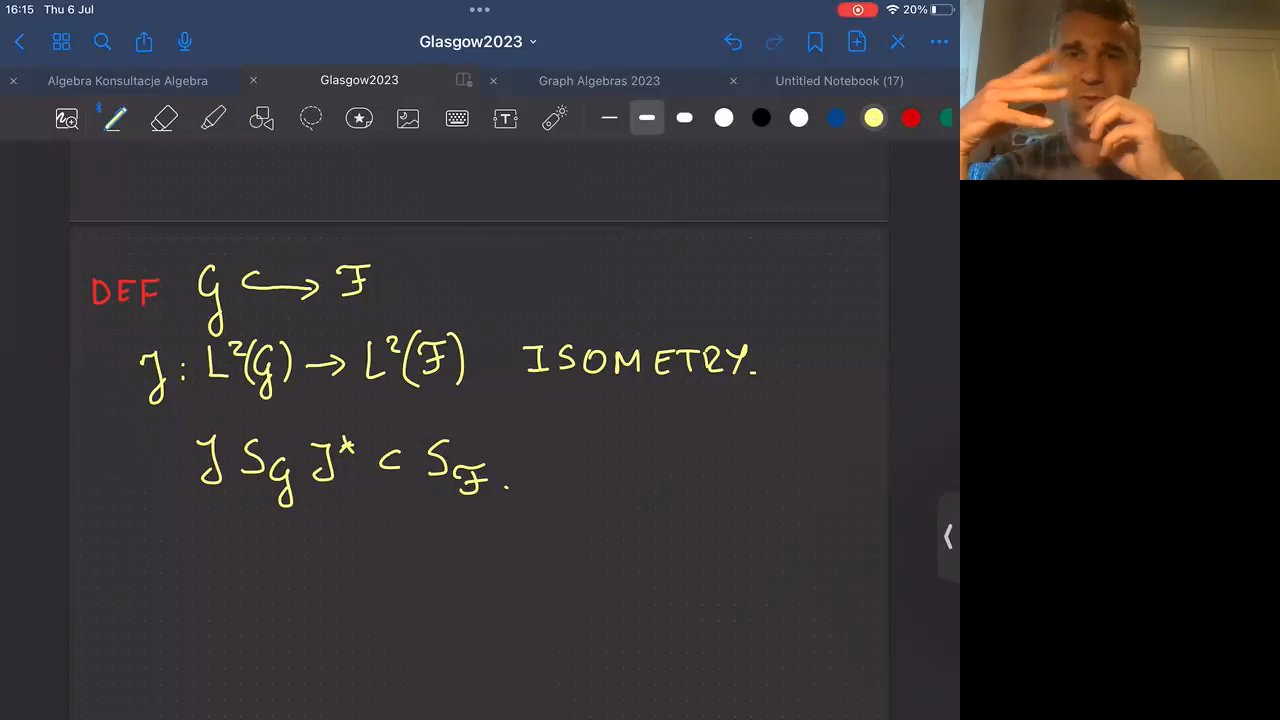 16:15 Thu 6 Jul
20%
Glasgow2023
Algebra Konsultacje Algebra
Glasgow2023
Graph Algebras 2023
Untitled Notebook (17)
T
DEF G ↪ F
J : L²(G) → L²(F) ISOMETRY.
J S_G J* ⊂ S_F .